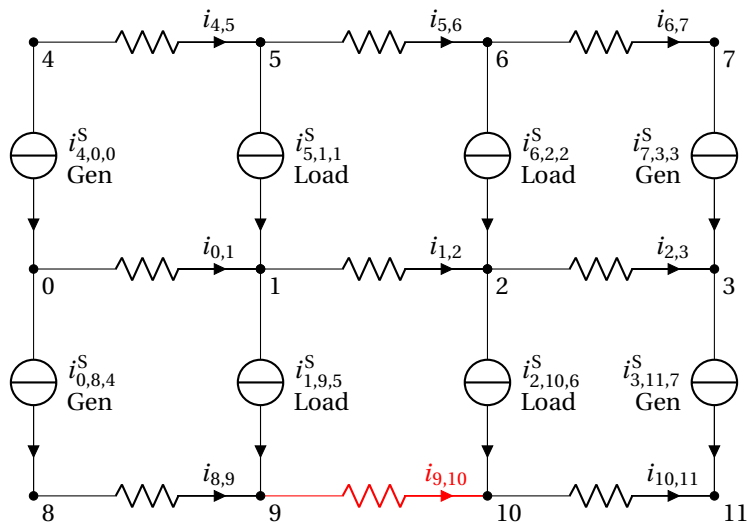 i4,5 i5,6 i6,7
4 5 6 7
iS4,0,0 iS5,1,1 iS6,2,2 iS7,3,3
Gen Load Load Gen
i0,1 i1,2 i2,3
0 1 2 3
iS0,8,4 iS1,9,5 iS2,10,6 iS3,11,7
Gen Load Load Gen
i8,9 i9,10 i10,11
8 9 10 11